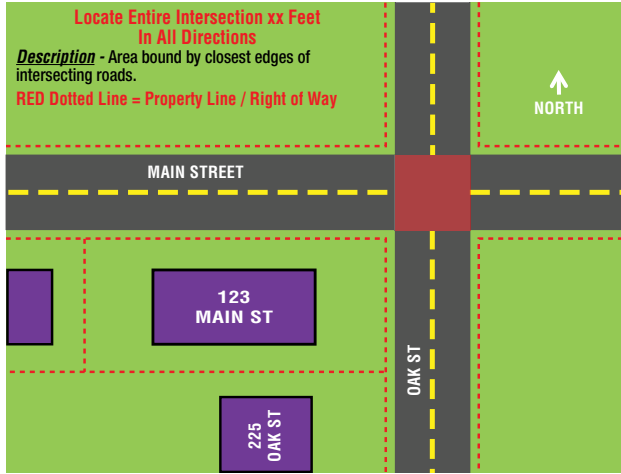 Locate Entire Intersection xx Feet
In All Directions
Description - Area bound by closest edges of
intersecting roads.
RED Dotted Line = Property Line / Right of Way
NORTH
MAIN STREET
123
MAIN ST
OAK ST
225
OAK ST